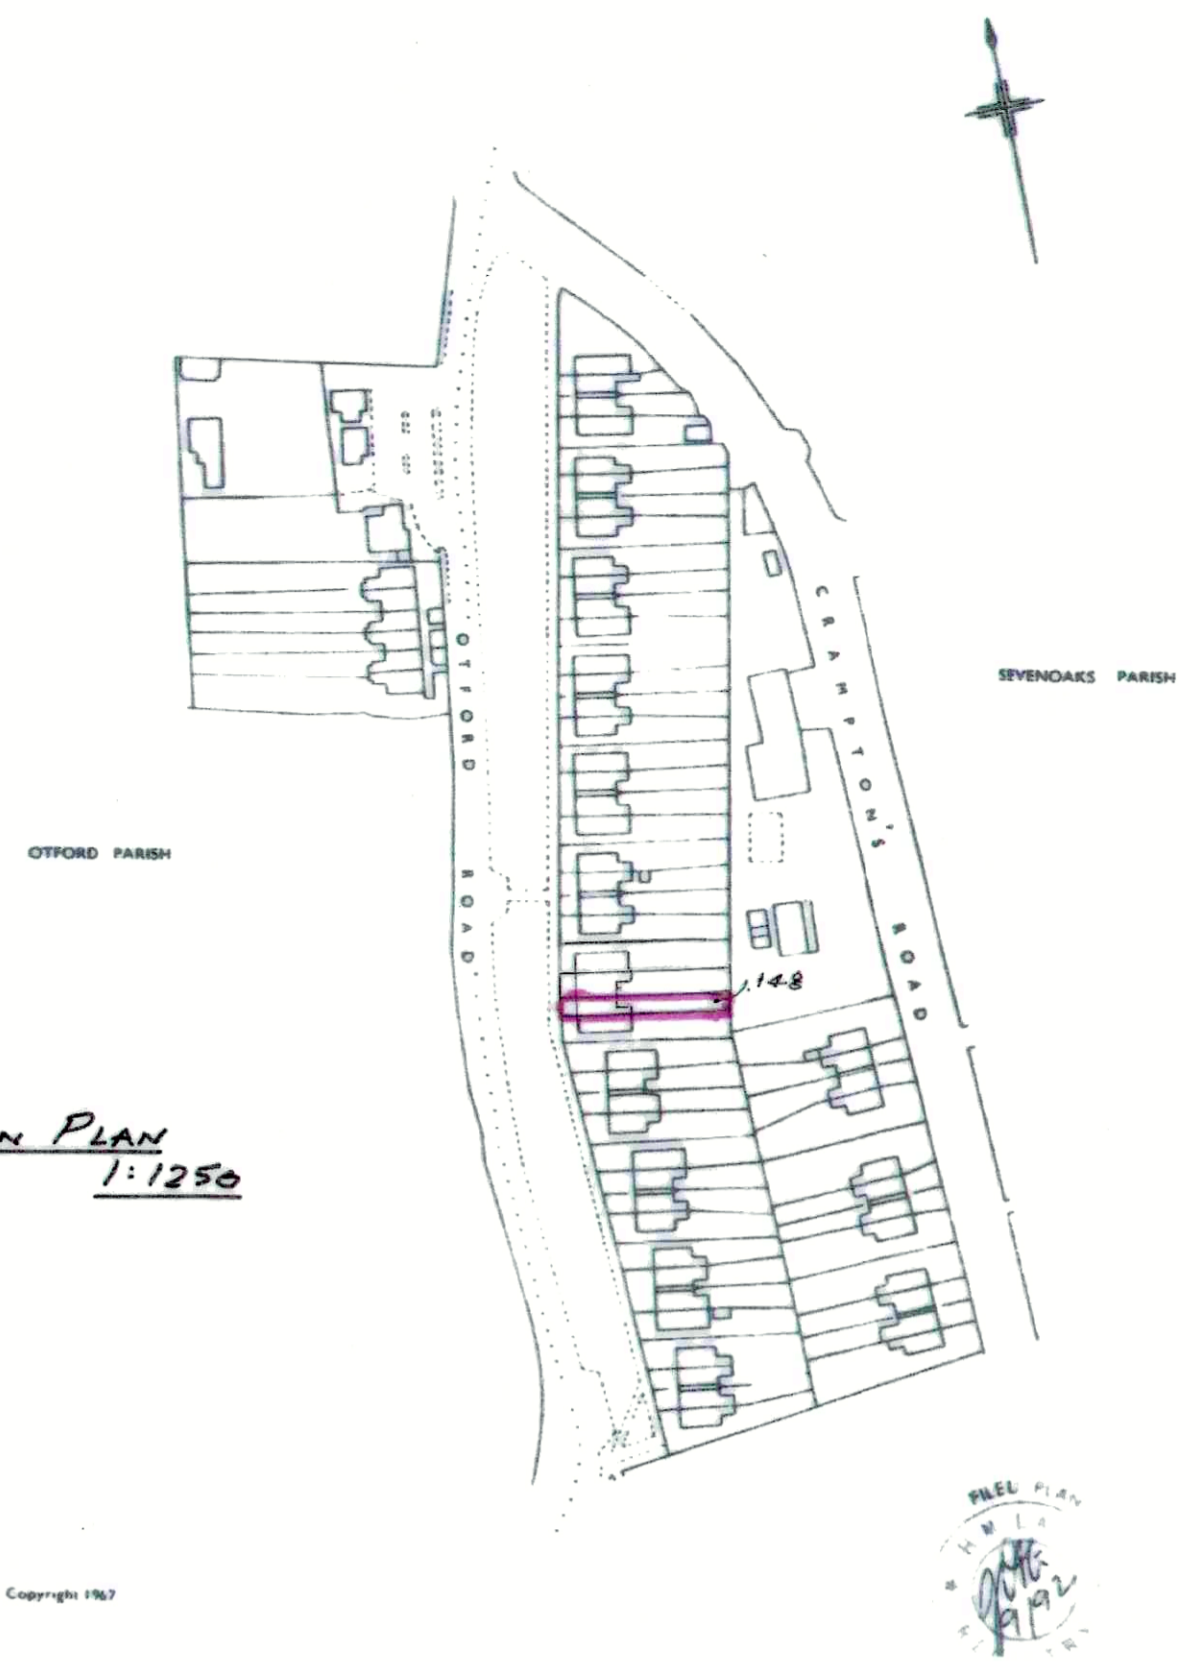 SEVENOAKS PARISH
CRAMPTON'S ROAD
OTFORD ROAD
OTFORD PARISH
148
PLAN
1:1250
FILED PLAN
Copyright 1967